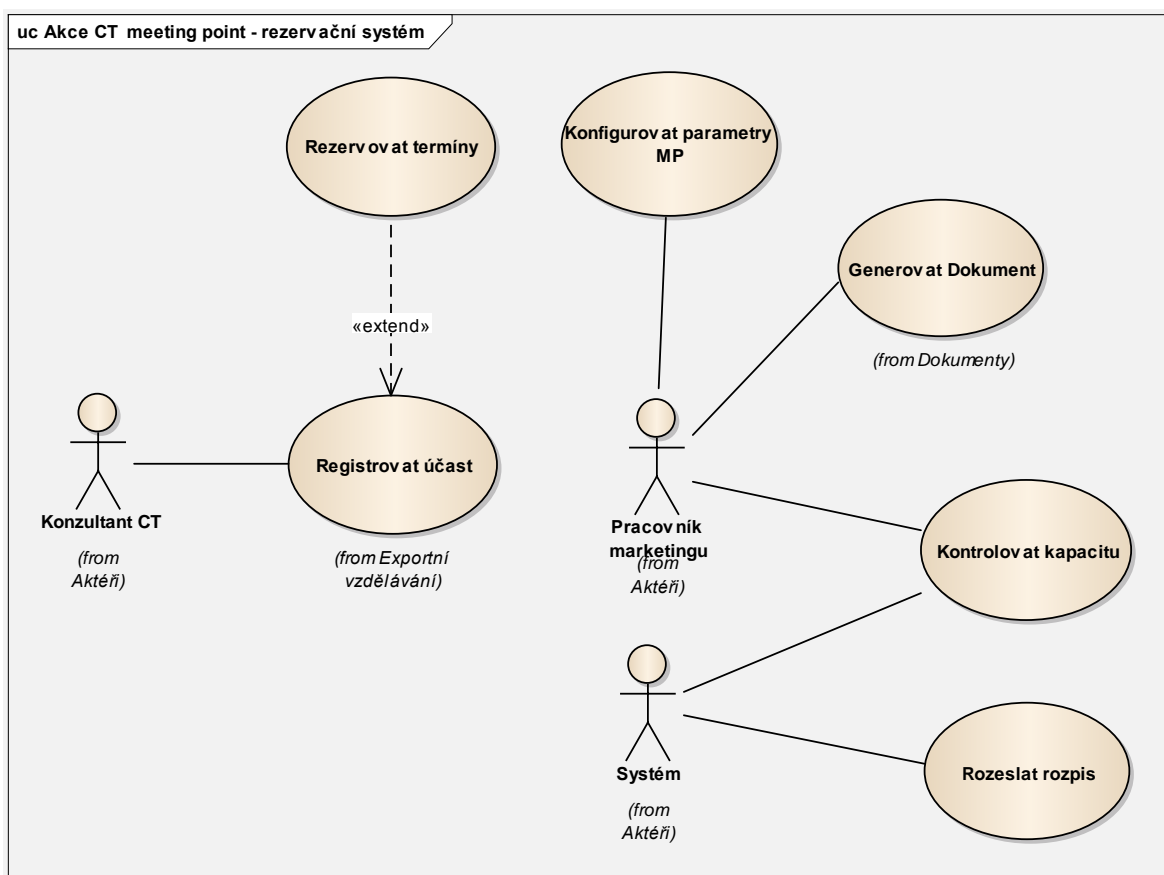 uc Akce CT meeting point - rezervační systém
Rezervovat termíny
Konfigurovat parametry
MP
Generovat Dokument
(from Dokumenty)
«extend»
Registrovat účast
(from Exportní
vzdělávání)
Konzultant CT
(from
Aktéři)
Pracovník
marketingu
(from
Aktéři)
Kontrolovat kapacitu
Systém
(from
Aktéři)
Rozeslat rozpis